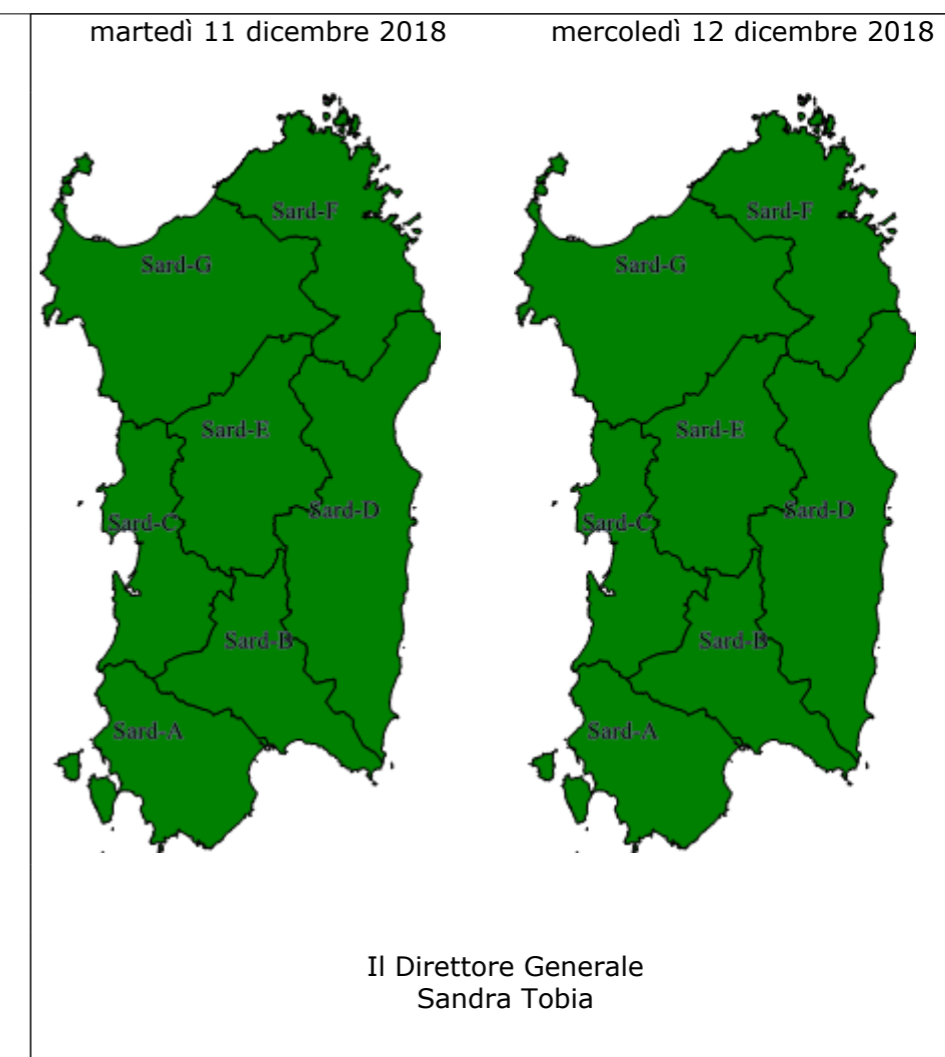 martedì 11 dicembre 2018
mercoledì 12 dicembre 2018
Sard-F
Sard-G
Sard-E
Sard-D
Sard-C
Sard-B
Sard-A
Sard-F
Sard-G
Sard-E
Sard-D
Sard-C
Sard-B
Sard-A
Il Direttore Generale
Sandra Tobia